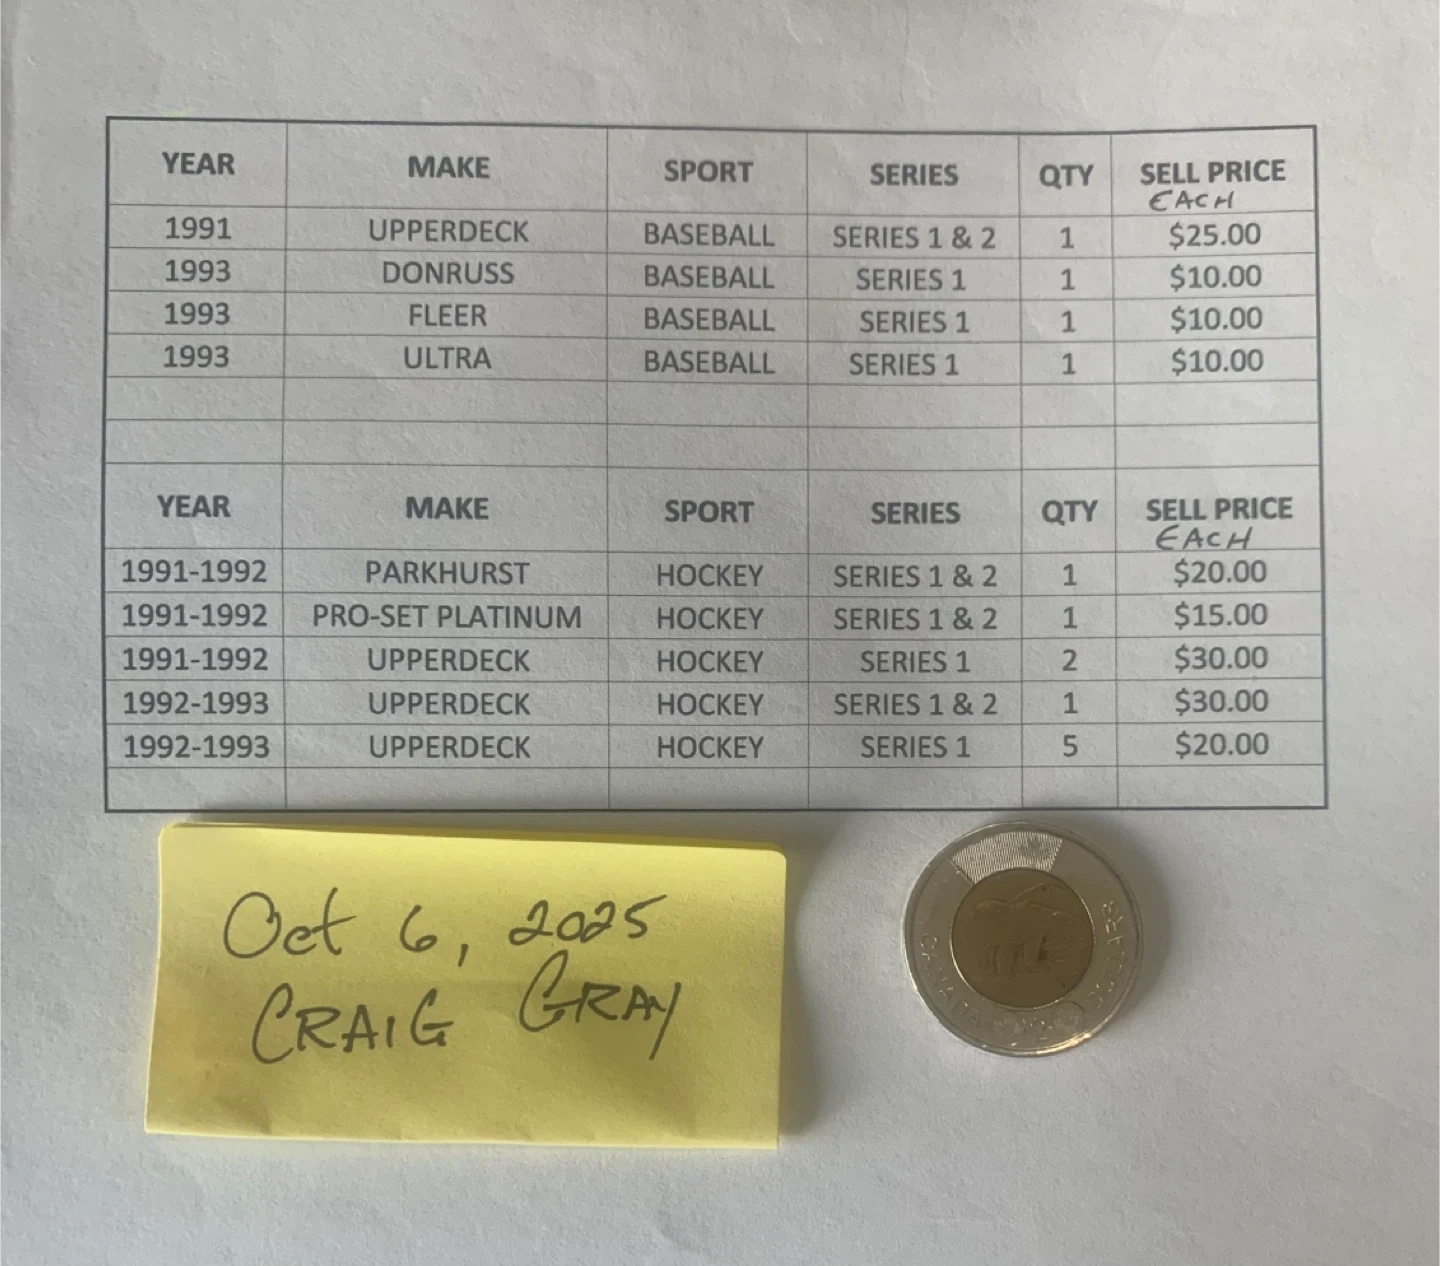 YEAR MAKE SPORT SERIES QTY SELL PRICE
EACH
1991 UPPERDECK BASEBALL SERIES 1 & 2 1 $25.00
1993 DONRUSS BASEBALL SERIES 1 1 $10.00
1993 FLEER BASEBALL SERIES 1 1 $10.00
1993 ULTRA BASEBALL SERIES 1 1 $10.00
YEAR MAKE SPORT SERIES QTY SELL PRICE
EACH
1991-1992 PARKHURST HOCKEY SERIES 1 & 2 1 $20.00
1991-1992 PRO-SET PLATINUM HOCKEY SERIES 1 & 2 1 $15.00
1991-1992 UPPERDECK HOCKEY SERIES 1 2 $30.00
1992-1993 UPPERDECK HOCKEY SERIES 1 & 2 1 $30.00
1992-1993 UPPERDECK HOCKEY SERIES 1 5 $20.00
Oct 6, 2025
CRAIG GRAY
CANADA 2 DOLLARS